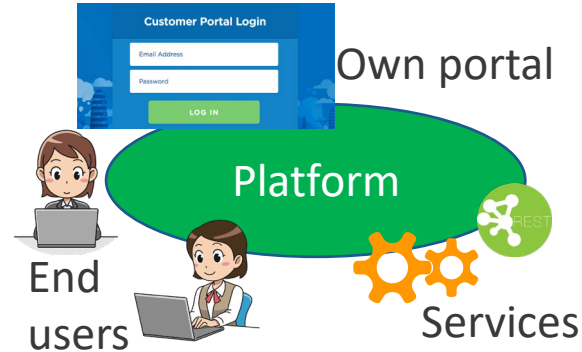 Customer Portal Login
Email Address
Password
LOG IN
Own portal
Platform
REST
End
users
Services